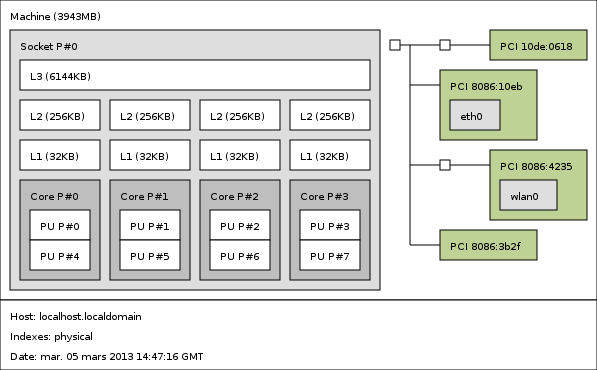 Machine (3943MB)
Socket P#0
L3 (6144KB)
L2 (256KB) L2 (256KB) L2 (256KB) L2 (256KB)
L1 (32KB) L1 (32KB) L1 (32KB) L1 (32KB)
Core P#0 Core P#1 Core P#2 Core P#3
PU P#0 PU P#1 PU P#2 PU P#3
PU P#4 PU P#5 PU P#6 PU P#7
PCI 10de:0618
PCI 8086:10eb
eth0
PCI 8086:4235
wlan0
PCI 8086:3b2f
Host: localhost.localdomain
Indexes: physical
Date: mar. 05 mars 2013 14:47:16 GMT